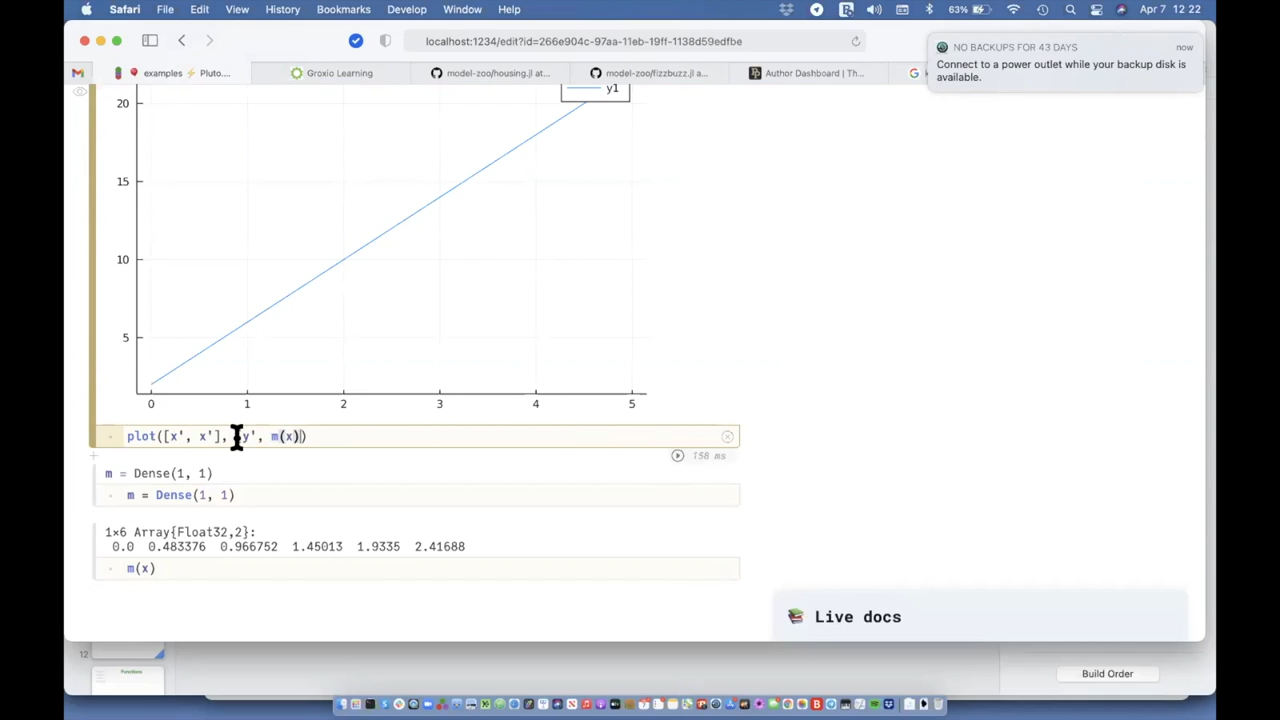 Safari File Edit View History Bookmarks Develop Window Help 63% Apr 7 12 22
localhost:1234/edit?id=266e904c-97aa-11eb-19ff-1138d59edfbe
NO BACKUPS FOR 43 DAYS now
Connect to a power outlet while your backup disk is available.
examples ⚡ Pluto.... Groxio Learning model-zoo/housing.jl at... model-zoo/fizzbuzz.jl a... Author Dashboard | Th...
y1
20
15
10
5
0 1 2 3 4 5
plot([x', x'], y', m(x))
158 ms
m = Dense(1, 1)
m = Dense(1, 1)
1×6 Array{Float32,2}:
0.0 0.483376 0.966752 1.45013 1.9335 2.41688
m(x)
Live docs
12
Functions
Build Order